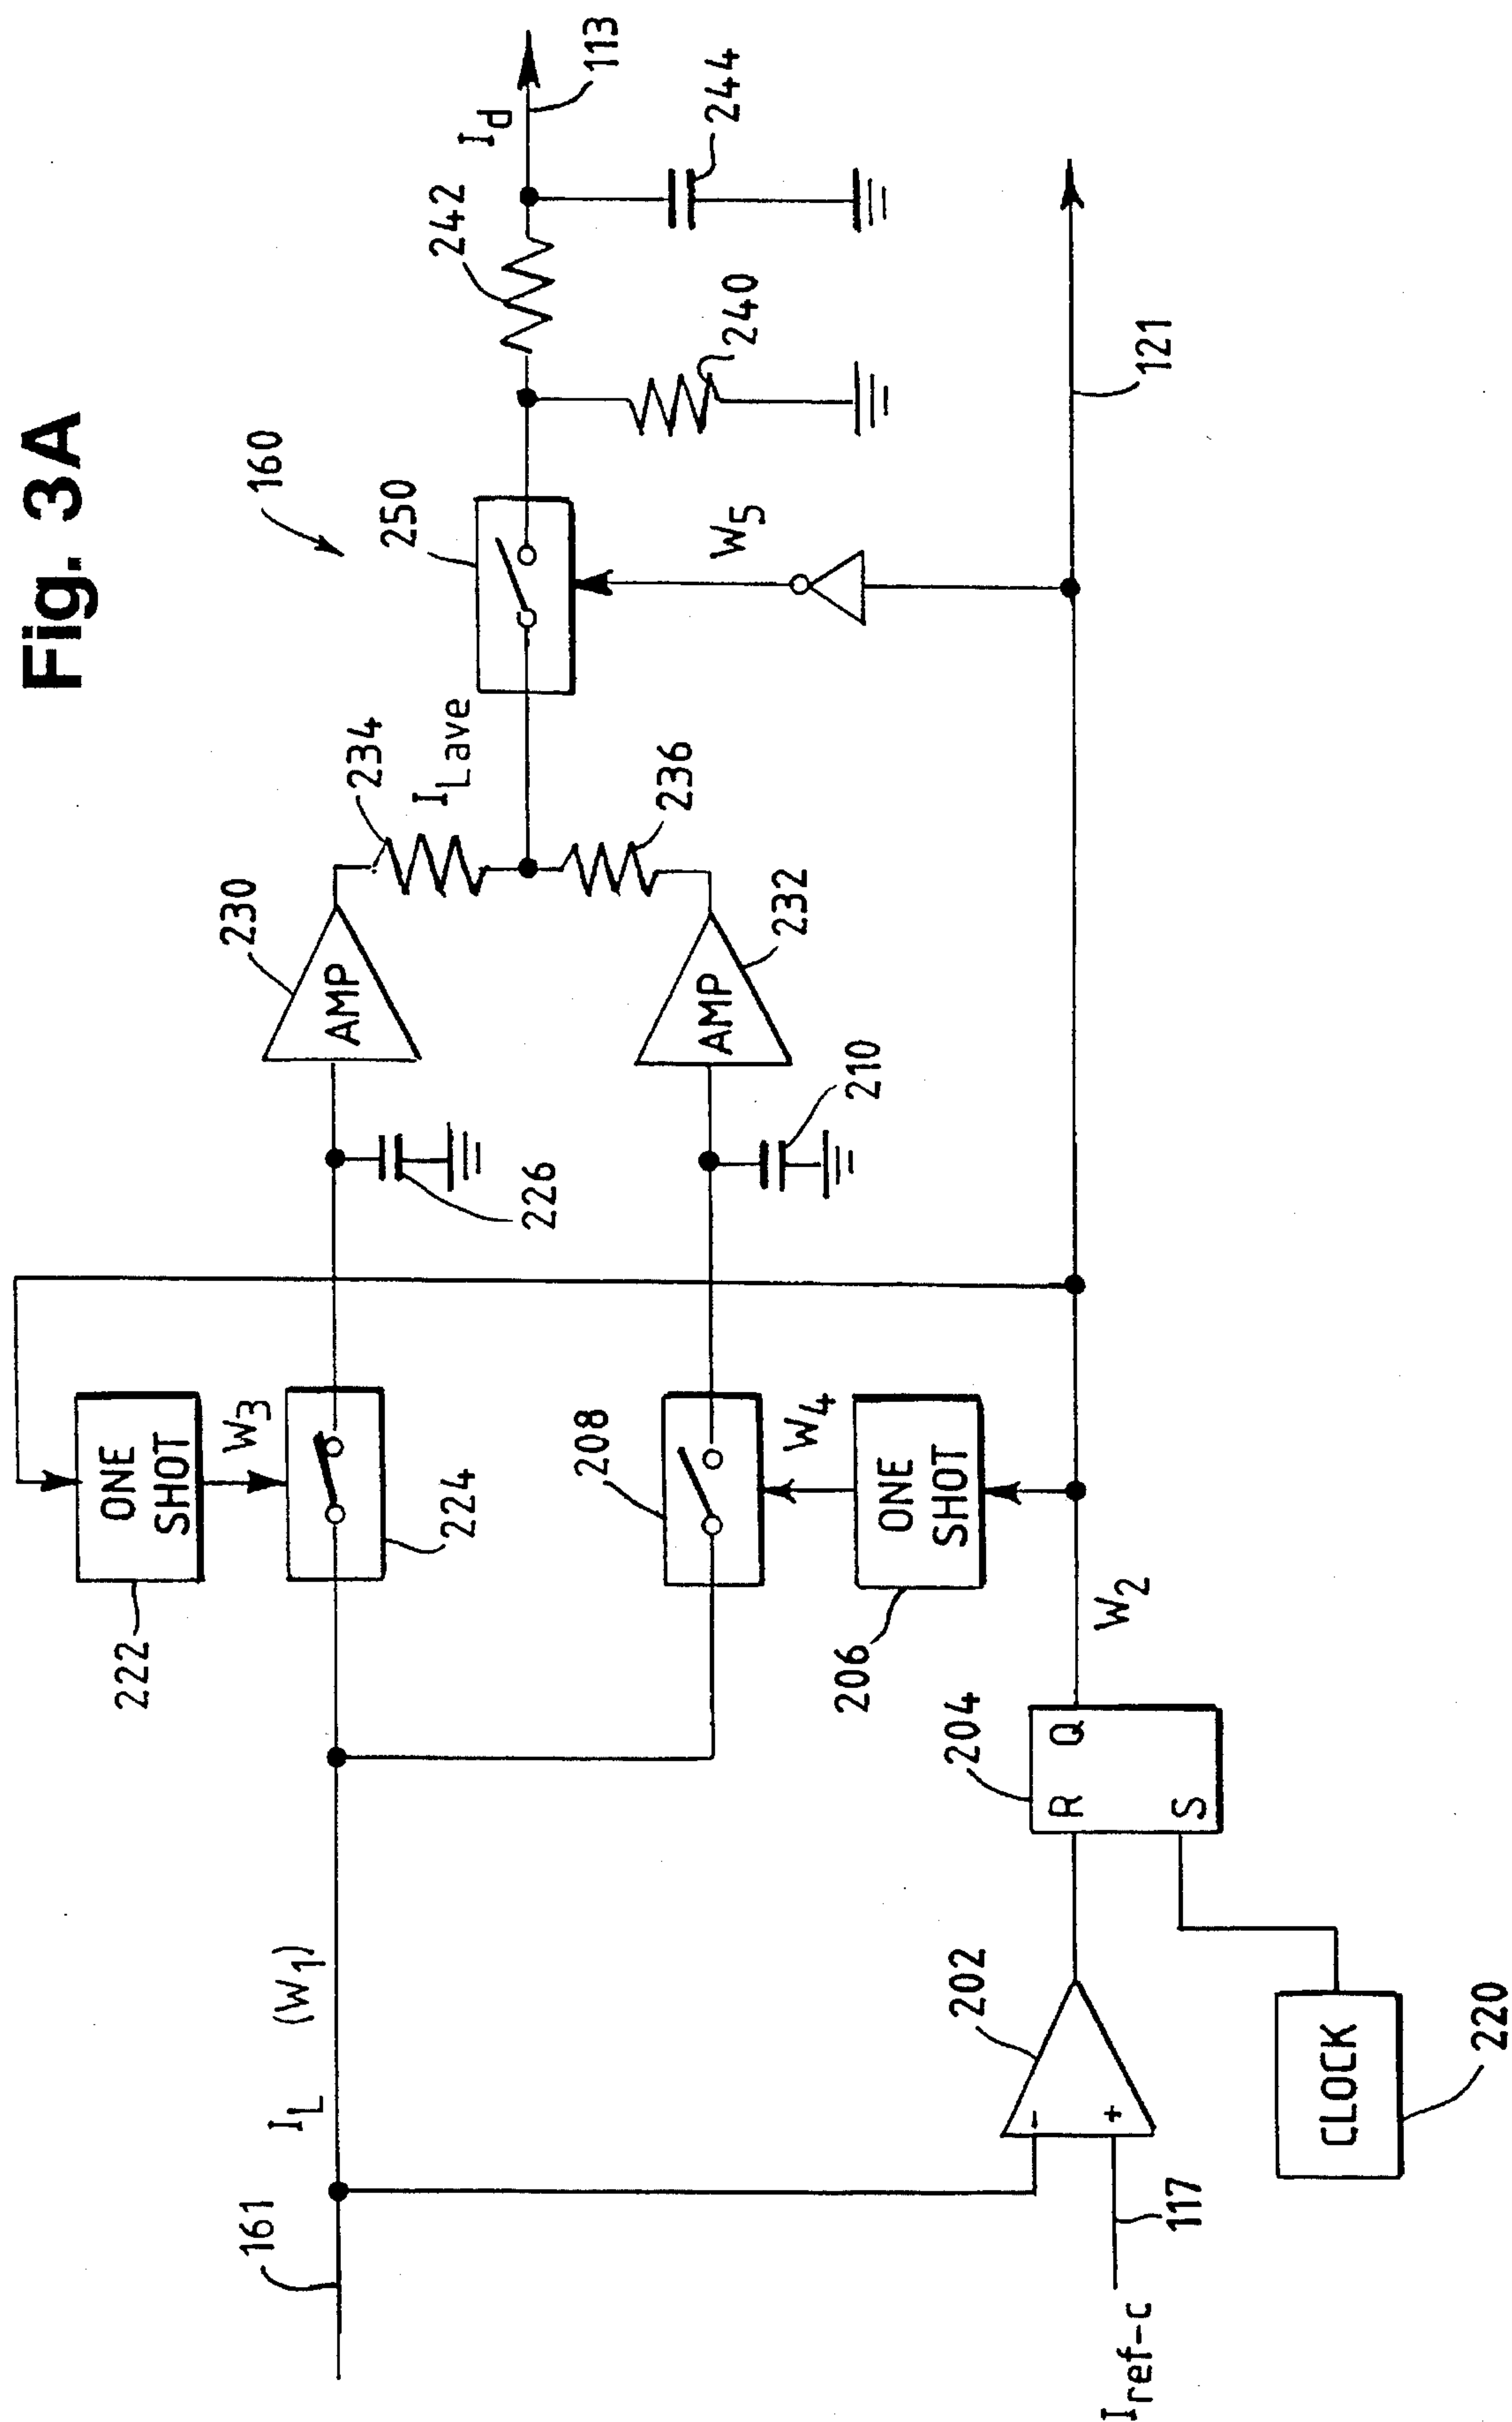 Fig. 3A
160
161
I_L (W_1)
222
ONE
SHOT
W_3
224
226
230
AMP
234
I_Lave
250
242
I_d
113
208
W_4
206
ONE
SHOT
210
AMP
232
236
W_5
240
244
202
-
+
117
I_ref-c
CLOCK
220
204
R Q
S
W_2
121